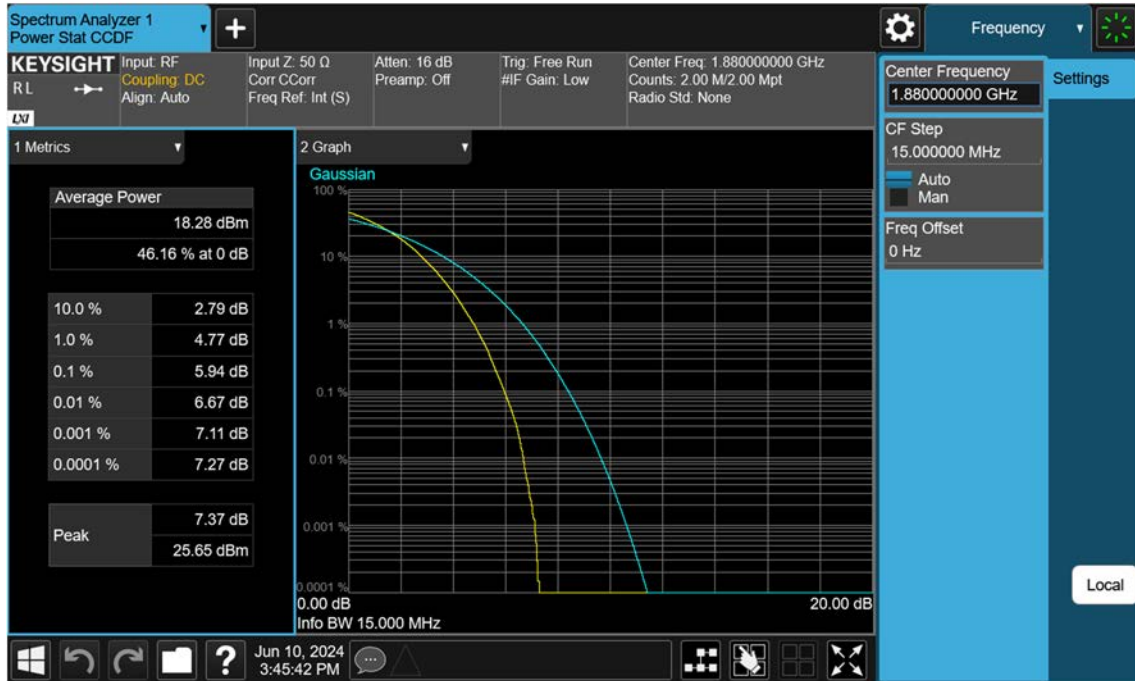 Spectrum Analyzer 1
Power Stat CCDF
Frequency
KEYSIGHT
R L
LXI
Input: RF
Coupling: DC
Align: Auto
Input Z: 50 Ω
Corr CCorr
Freq Ref: Int (S)
Atten: 16 dB
Preamp: Off
Trig: Free Run
#IF Gain: Low
Center Freq: 1.880000000 GHz
Counts: 2.00 M/2.00 Mpt
Radio Std: None
Center Frequency
1.880000000 GHz
Settings
CF Step
15.000000 MHz
Auto
Man
Freq Offset
0 Hz
1 Metrics
Average Power
18.28 dBm
46.16 % at 0 dB
10.0 % 2.79 dB
1.0 % 4.77 dB
0.1 % 5.94 dB
0.01 % 6.67 dB
0.001 % 7.11 dB
0.0001 % 7.27 dB
Peak
7.37 dB
25.65 dBm
2 Graph
Gaussian
100 %
10 %
1 %
0.1 %
0.01 %
0.001 %
0.0001 %
0.00 dB 20.00 dB
Info BW 15.000 MHz
Local
?
Jun 10, 2024
3:45:42 PM